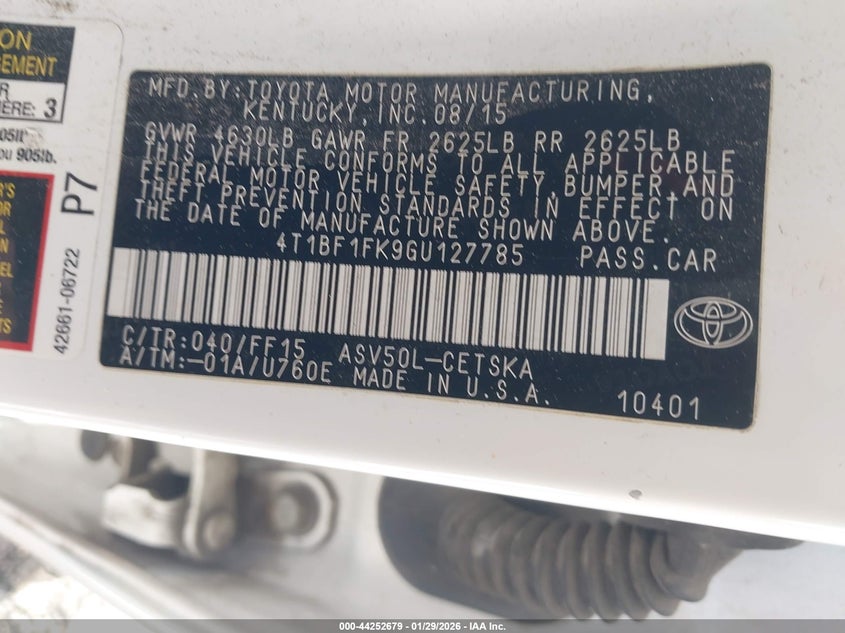 ON
GEMENT
R
HERE: 3
905lb.
P7
42661-06722
MFD.BY:TOYOTA MOTOR MANUFACTURING,
KENTUCKY,INC.08/15
GVWR 4630LB GAWR FR 2625LB RR 2625LB
THIS VEHICLE CONFORMS TO ALL APPLICABLE
FEDERAL MOTOR VEHICLE SAFETY,BUMPER AND
THEFT PREVENTION STANDARDS IN EFFECT ON
THE DATE OF MANUFACTURE SHOWN ABOVE.
4T1BF1FK9GU127785 PASS.CAR
C/TR:040/FF15 ASV50L-CETSKA
A/TM:-01A/U760E MADE IN U.S.A.
10401
000-44252679 - 01/29/2026 - IAA Inc.